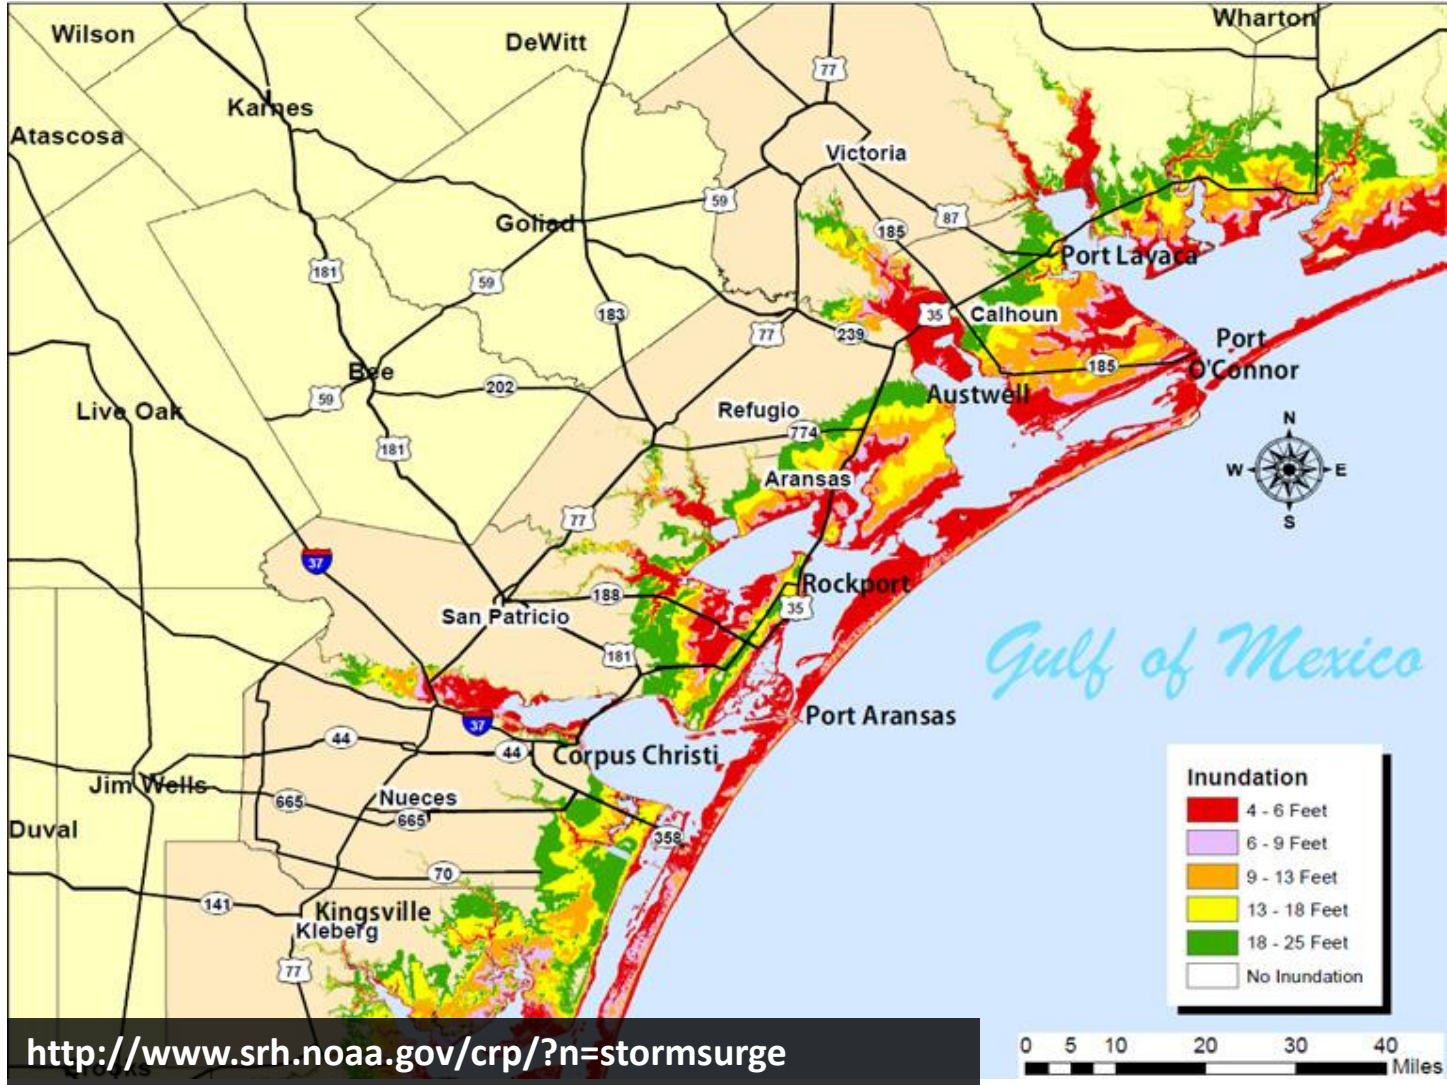 Wilson
DeWitt
Wharton
77
Karnes
Atascosa
Victoria
59
Goliad
87
185
Port Lavaca
181
59
183
35
Calhoun
77
239
Port
O'Connor
185
Bee
202
59
Austwell
Live Oak
Refugio
774
181
N
W
E
S
Aransas
77
37
Rockport
188
35
San Patricio
181
Gulf of Mexico
Port Aransas
37
44
44
Corpus Christi
Jim Wells
665
Nueces
665
Duval
358
70
141
Kingsville
Kleberg
77
Inundation
4 - 6 Feet
6 - 9 Feet
9 - 13 Feet
13 - 18 Feet
18 - 25 Feet
No Inundation
http://www.srh.noaa.gov/crp/?n=stormsurge
0 5 10 20 30 40
Miles